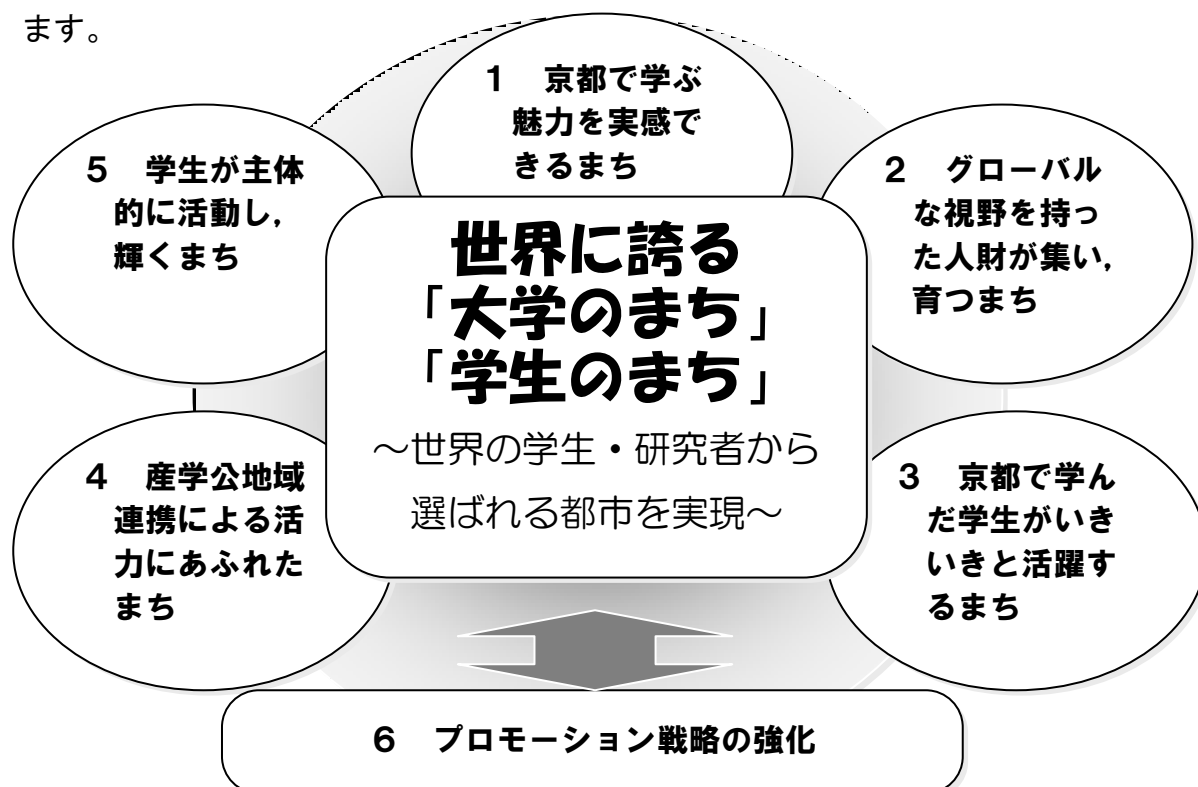 ます。
1　京都で学ぶ
魅力を実感で
きるまち
2　グローバル
な視野を持っ
た人財が集い，
育つまち
3　京都で学ん
だ学生がいき
いきと活躍す
るまち
4　産学公地域
連携による活
力にあふれた
まち
5　学生が主体
的に活動し，
輝くまち
世界に誇る
「大学のまち」
「学生のまち」
～世界の学生・研究者から
選ばれる都市を実現～
6　プロモーション戦略の強化